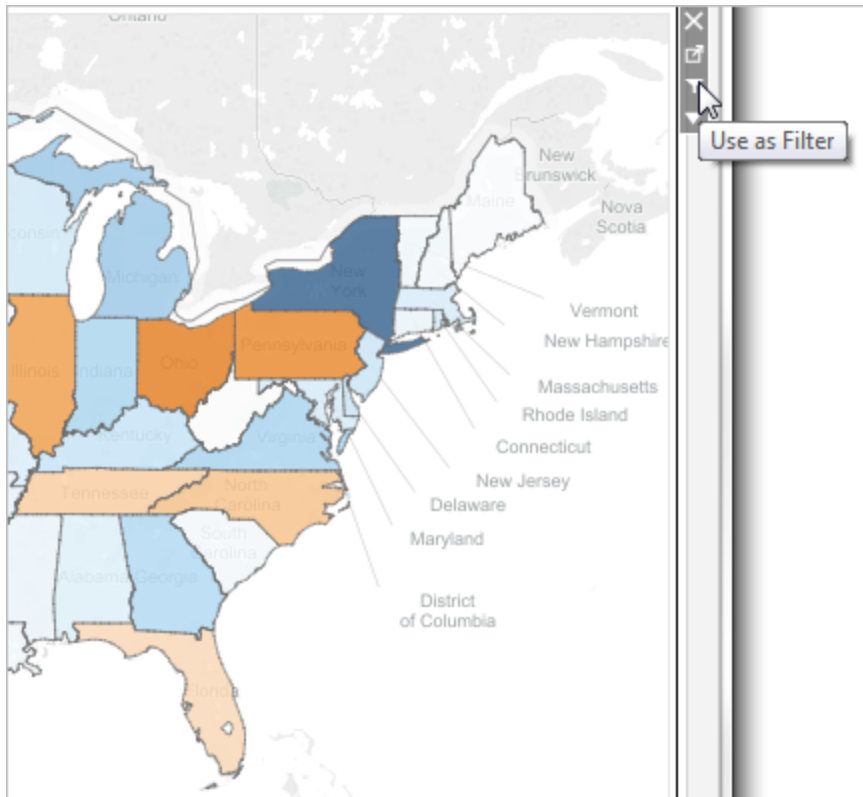 Ontario
Use as Filter
New
Brunswick
Maine
Nova
Scotia
consin
Michigan
New
York
Vermont
New Hampshire
Pennsylvania
Illinois
Indiana
Ohio
Massachusetts
Rhode Island
Kentucky
Virginia
Connecticut
New Jersey
Tennessee
North
Carolina
Delaware
South
Carolina
Maryland
Alabama
Georgia
District
of Columbia
Florida